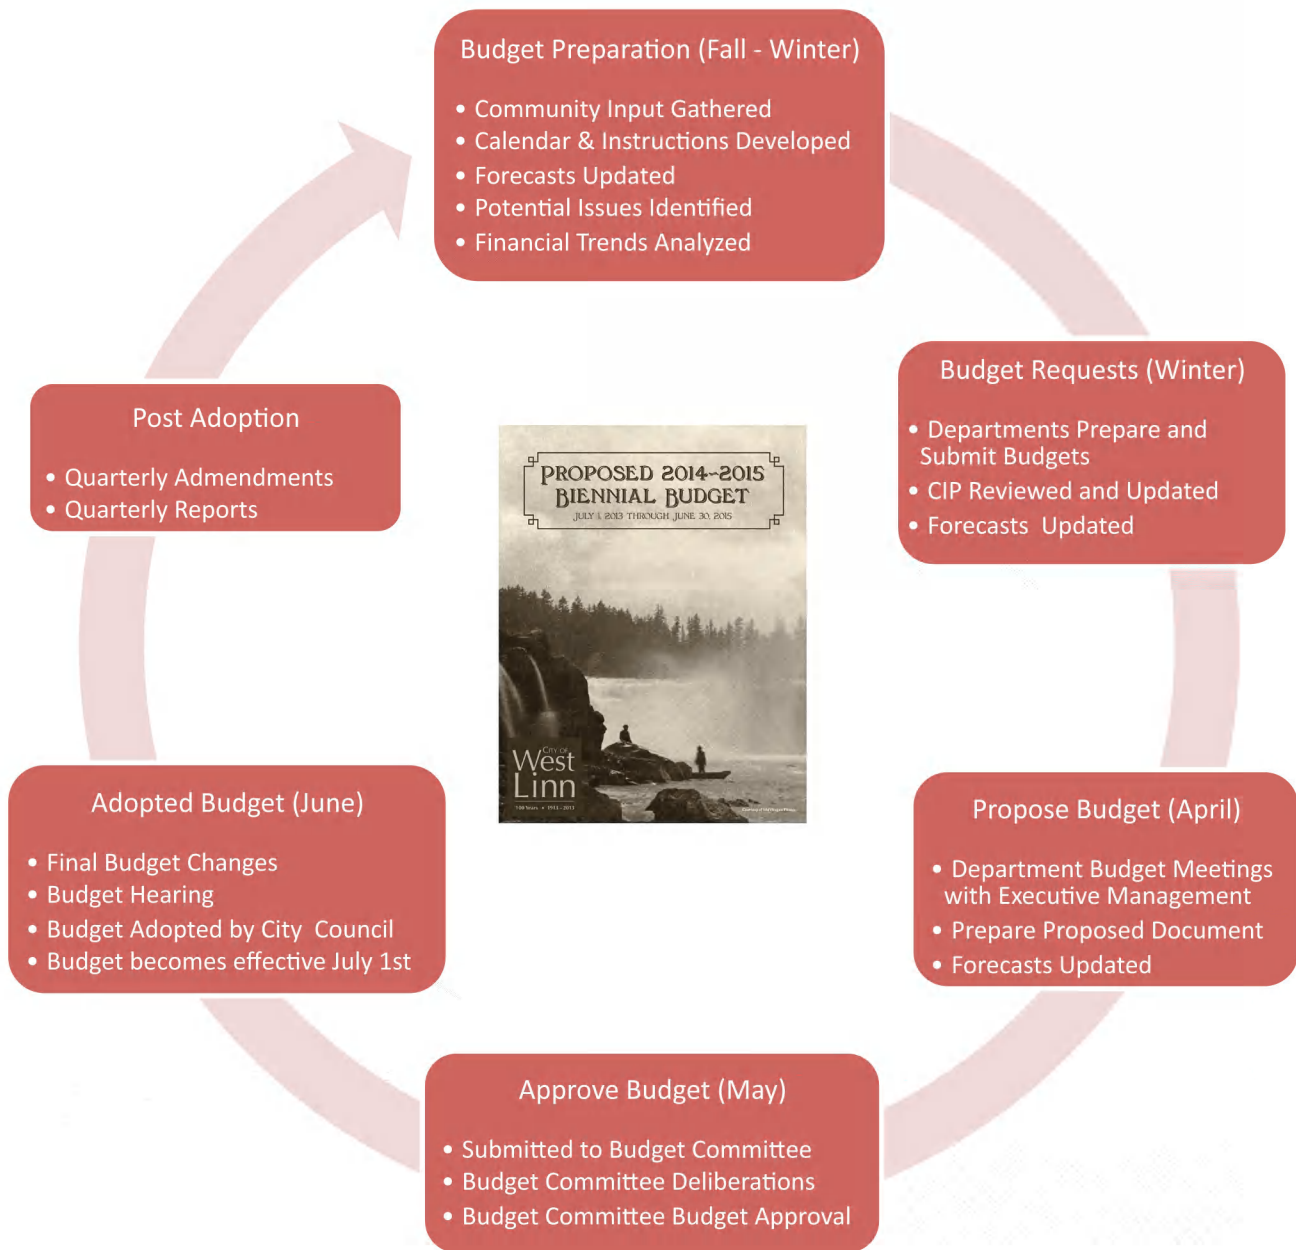 Budget Preparation (Fall - Winter)
• Community Input Gathered
• Calendar & Instructions Developed
• Forecasts Updated
• Potential Issues Identified
• Financial Trends Analyzed
Budget Requests (Winter)
• Departments Prepare and
Submit Budgets
• CIP Reviewed and Updated
• Forecasts Updated
Propose Budget (April)
• Department Budget Meetings
with Executive Management
• Prepare Proposed Document
• Forecasts Updated
Approve Budget (May)
• Submitted to Budget Committee
• Budget Committee Deliberations
• Budget Committee Budget Approval
Adopted Budget (June)
• Final Budget Changes
• Budget Hearing
• Budget Adopted by City Council
• Budget becomes effective July 1st
Post Adoption
• Quarterly Admendments
• Quarterly Reports
PROPOSED 2014~2015
BIENNIAL BUDGET
JULY 1, 2013 THROUGH JUNE 30, 2015
CITY OF
West
Linn
100 Years • 1913 - 2013